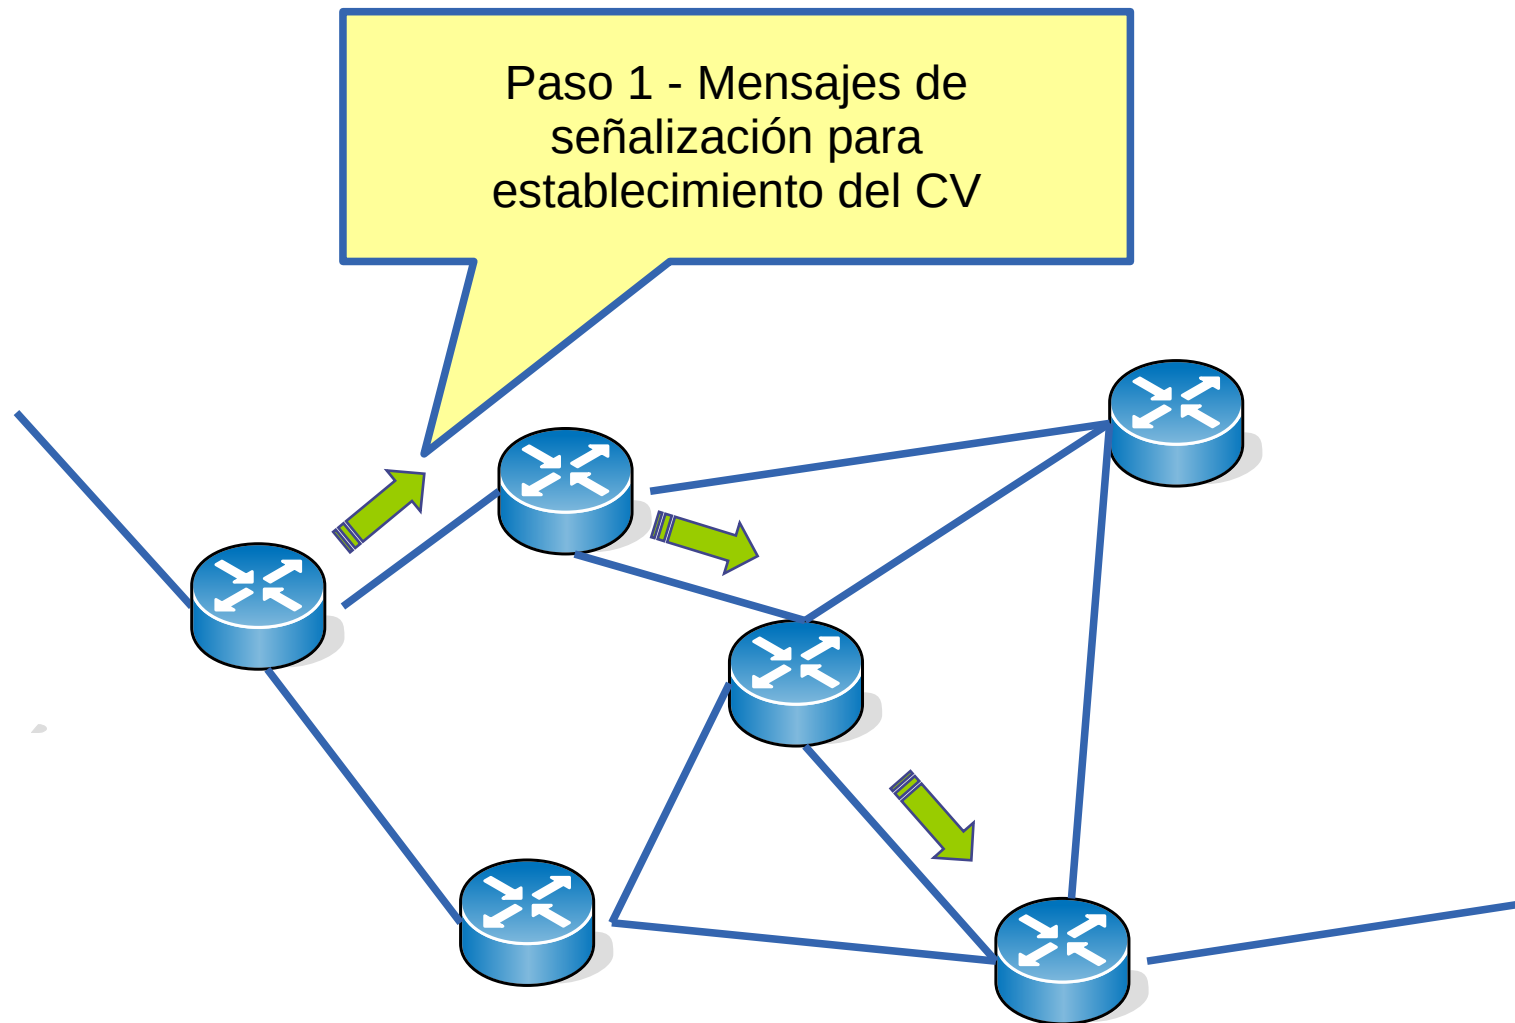 Paso 1 - Mensajes de
señalización para
establecimiento del CV